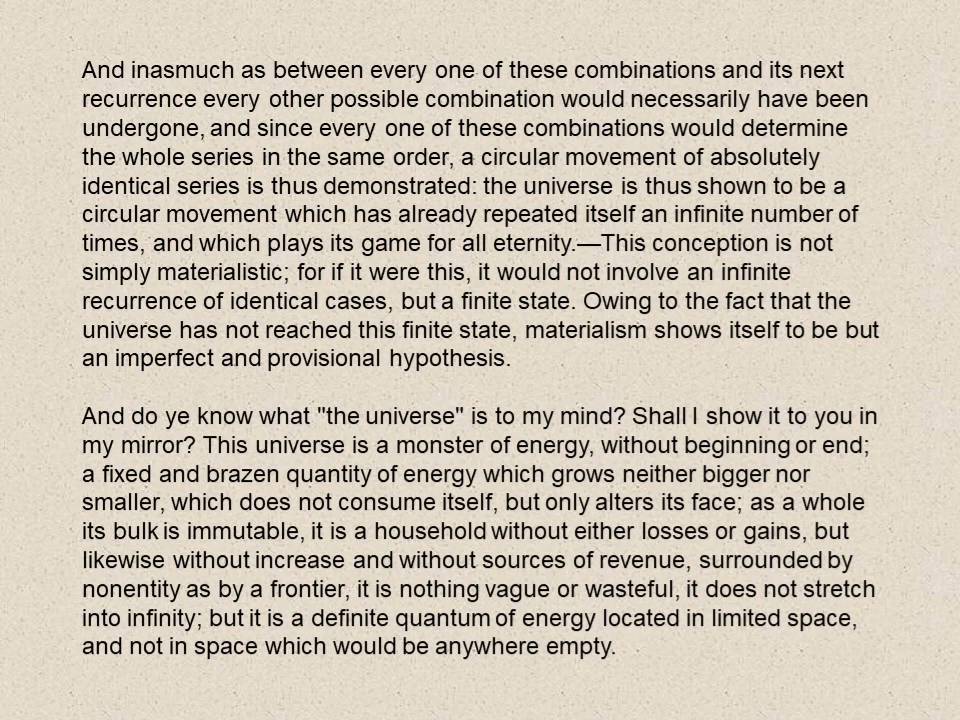 And inasmuch as between every one of these combinations and its next
recurrence every other possible combination would necessarily have been
undergone, and since every one of these combinations would determine
the whole series in the same order, a circular movement of absolutely
identical series is thus demonstrated: the universe is thus shown to be a
circular movement which has already repeated itself an infinite number of
times, and which plays its game for all eternity.—This conception is not
simply materialistic; for if it were this, it would not involve an infinite
recurrence of identical cases, but a finite state. Owing to the fact that the
universe has not reached this finite state, materialism shows itself to be but
an imperfect and provisional hypothesis.

And do ye know what "the universe" is to my mind? Shall I show it to you in
my mirror? This universe is a monster of energy, without beginning or end;
a fixed and brazen quantity of energy which grows neither bigger nor
smaller, which does not consume itself, but only alters its face; as a whole
its bulk is immutable, it is a household without either losses or gains, but
likewise without increase and without sources of revenue, surrounded by
nonentity as by a frontier, it is nothing vague or wasteful, it does not stretch
into infinity; but it is a definite quantum of energy located in limited space,
and not in space which would be anywhere empty.